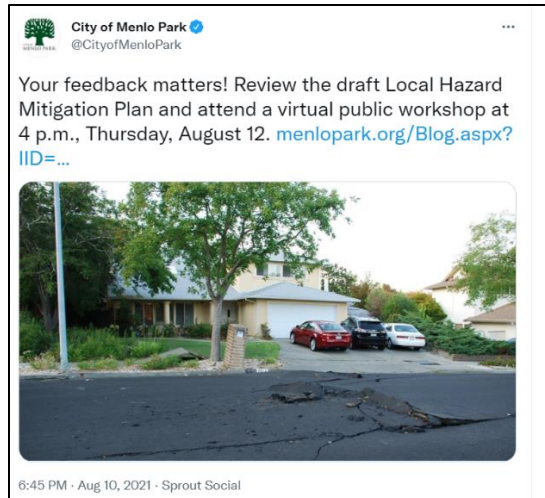 City of Menlo Park
@CityofMenloPark
MENLO PARK
Your feedback matters! Review the draft Local Hazard
Mitigation Plan and attend a virtual public workshop at
4 p.m., Thursday, August 12. menlopark.org/Blog.aspx?
IID=...
6:45 PM · Aug 10, 2021 · Sprout Social